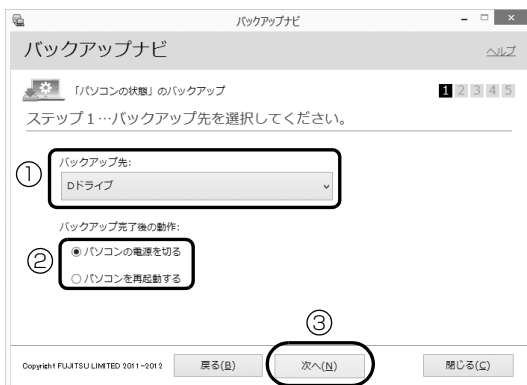 バックアップナビ
バックアップナビ
ヘルプ
「パソコンの状態」のバックアップ
1 2 3 4 5
ステップ1…バックアップ先を選択してください。
① バックアップ先:
Dドライブ
バックアップ完了後の動作:
② パソコンの電源を切る
パソコンを再起動する
③
Copyright FUJITSU LIMITED 2011-2012 戻る(B) 次へ(N) 閉じる(C)